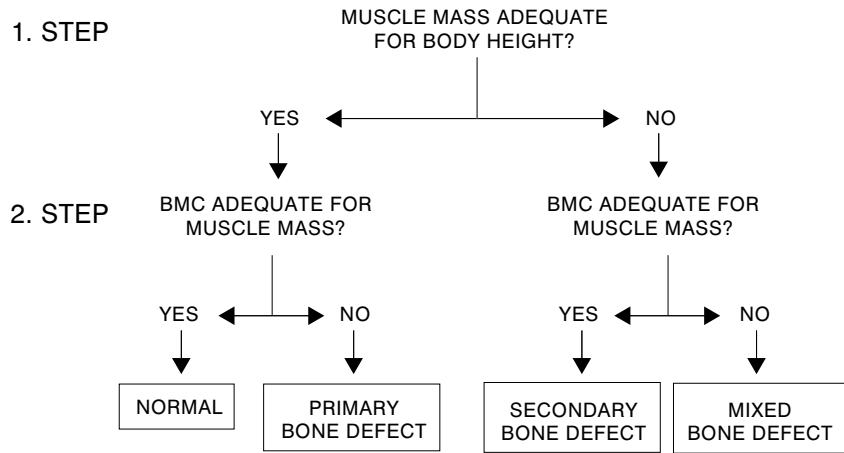 1. STEP
MUSCLE MASS ADEQUATE
FOR BODY HEIGHT?
YES
NO
2. STEP
BMC ADEQUATE FOR
MUSCLE MASS?
BMC ADEQUATE FOR
MUSCLE MASS?
YES
NO
YES
NO
NORMAL
PRIMARY
BONE DEFECT
SECONDARY
BONE DEFECT
MIXED
BONE DEFECT